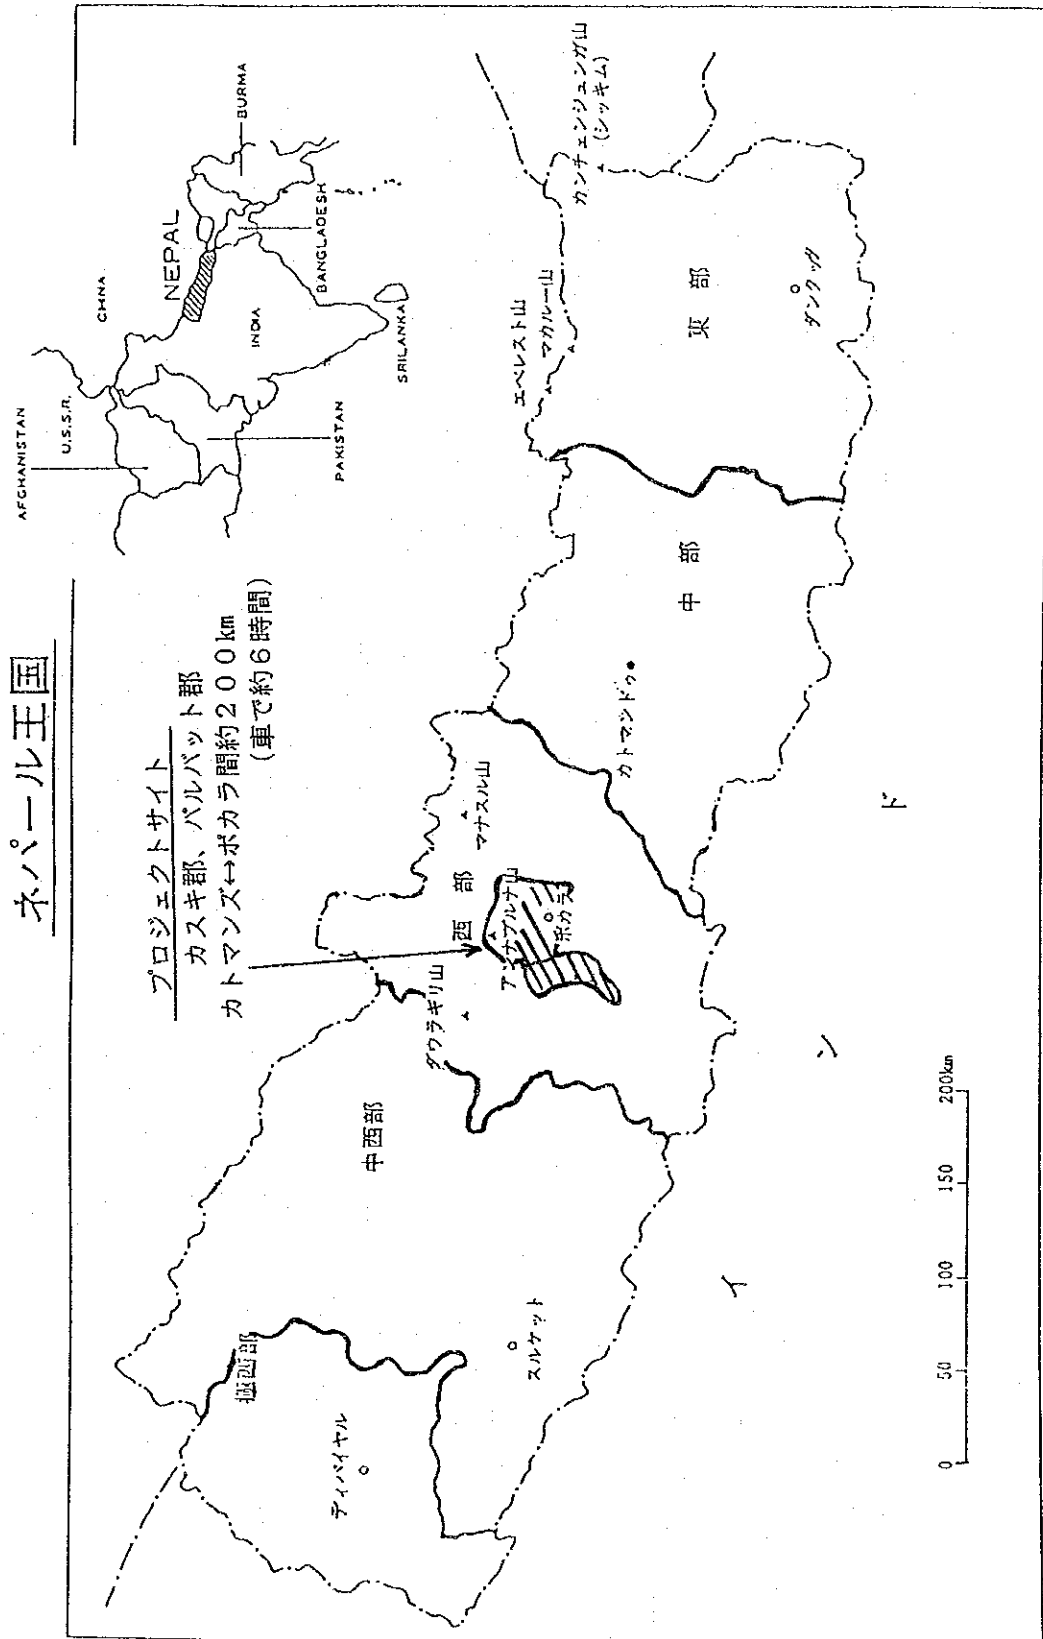 ネパール王国
プロジェクトサイト
カスキ郡、パルバット郡
カトマンズ↔ポカラ間約200km
(車で約6時間)
AFGHANISTAN
U.S.S.R.
CHINA
NEPAL
BURMA
INDIA
BANGLADESH
PAKISTAN
SRILANKA
極西部
ティパイヤル
中西部
スルケット
西部
ダウラギリ山
アンナプルナ山
ポカラ
マナスル山
中部
カトマンドゥ
エベレスト山
マカルー山
東部
ダンクッタ
カンチェンジュンガ山
(シッキム)
インド
0 50 100 150 200km